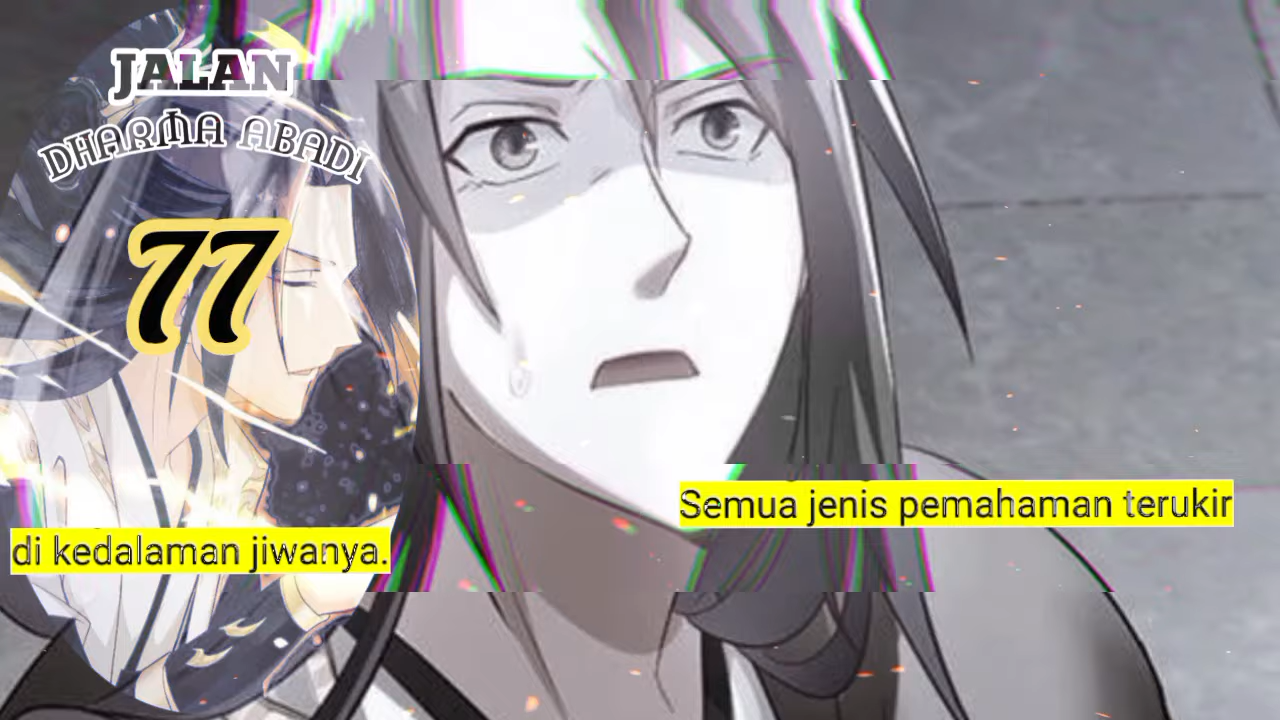 JALAN
DHARMA ABADI
77
Semua jenis pemahaman terukir
di kedalaman jiwanya.